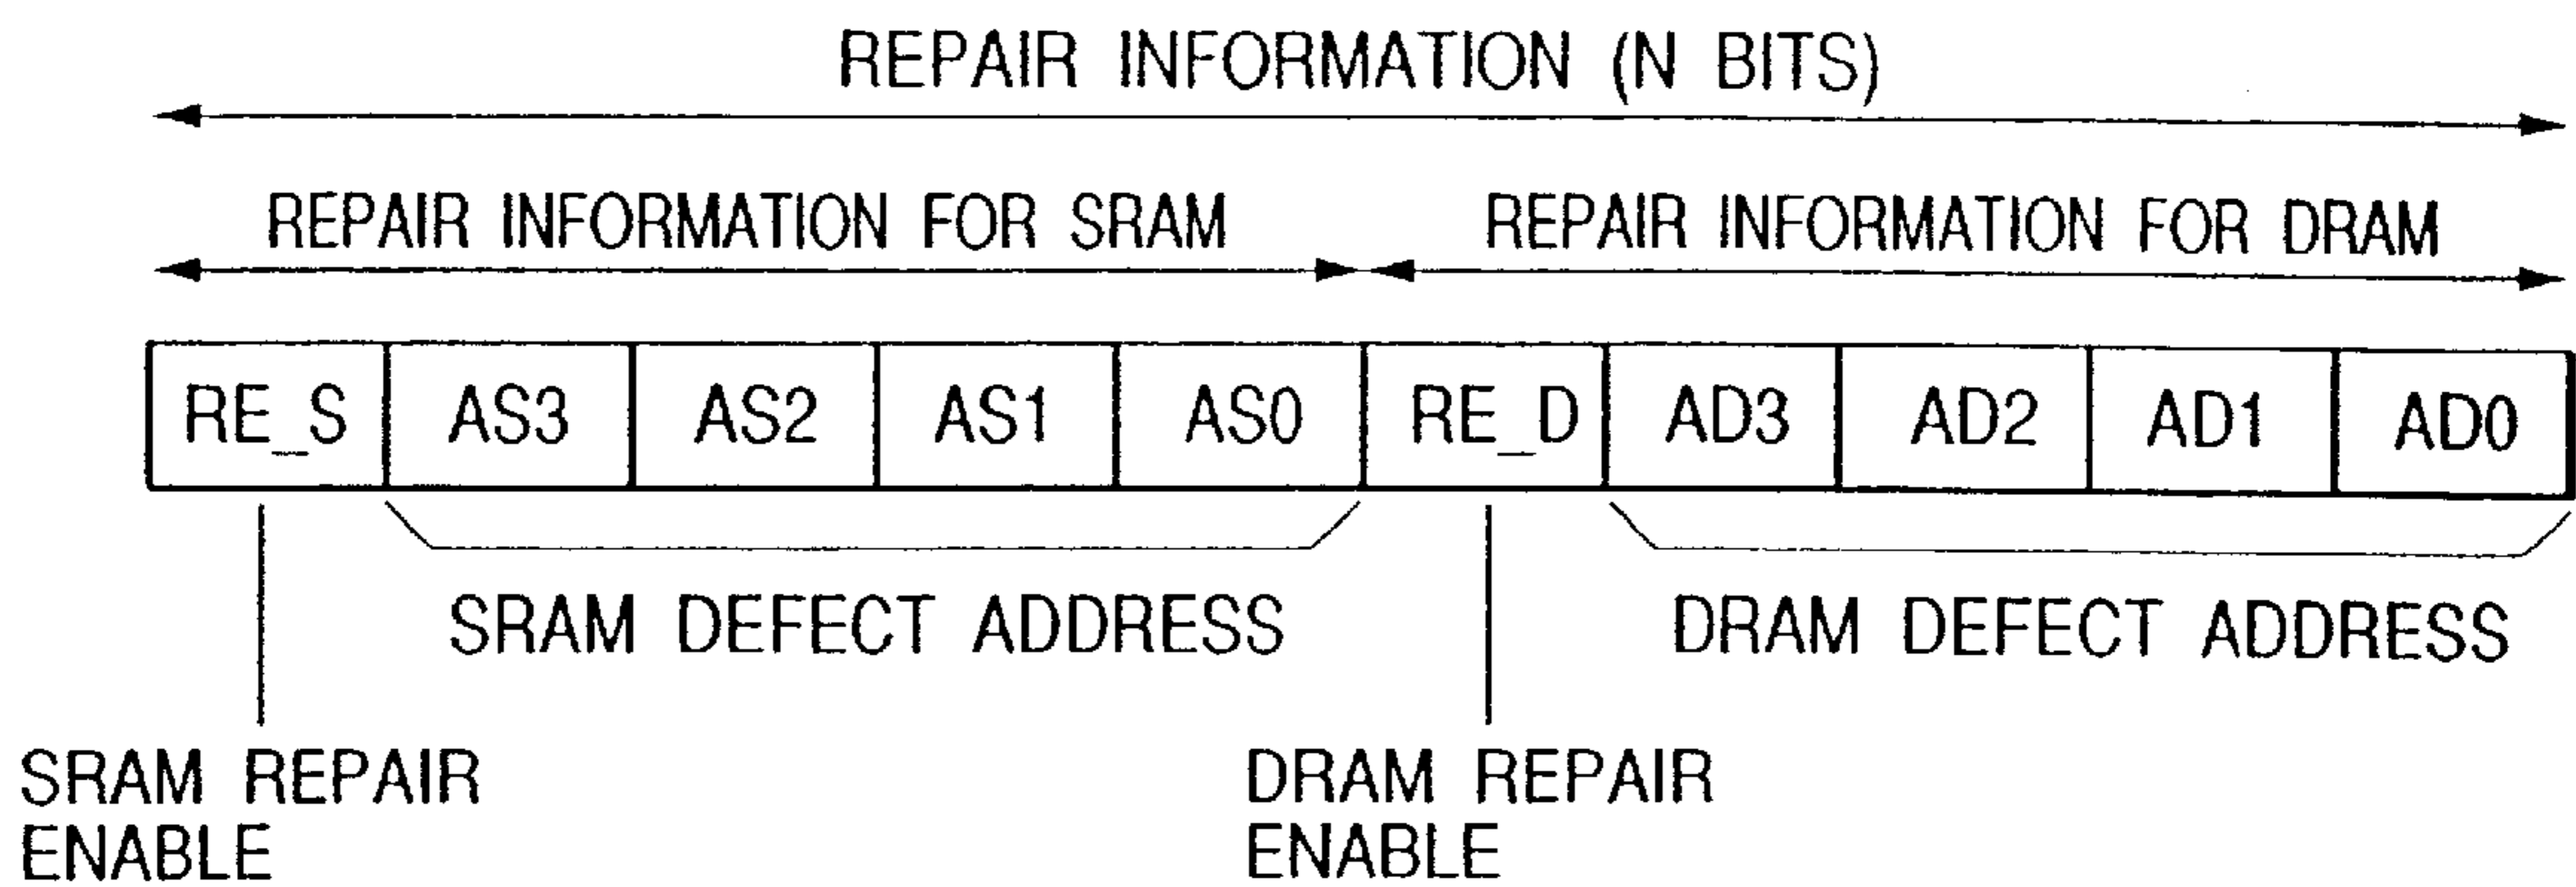 REPAIR INFORMATION (N BITS)
REPAIR INFORMATION FOR SRAM REPAIR INFORMATION FOR DRAM
RE_S AS3 AS2 AS1 AS0 RE_D AD3 AD2 AD1 AD0
SRAM DEFECT ADDRESS DRAM DEFECT ADDRESS
SRAM REPAIR
ENABLE
DRAM REPAIR
ENABLE